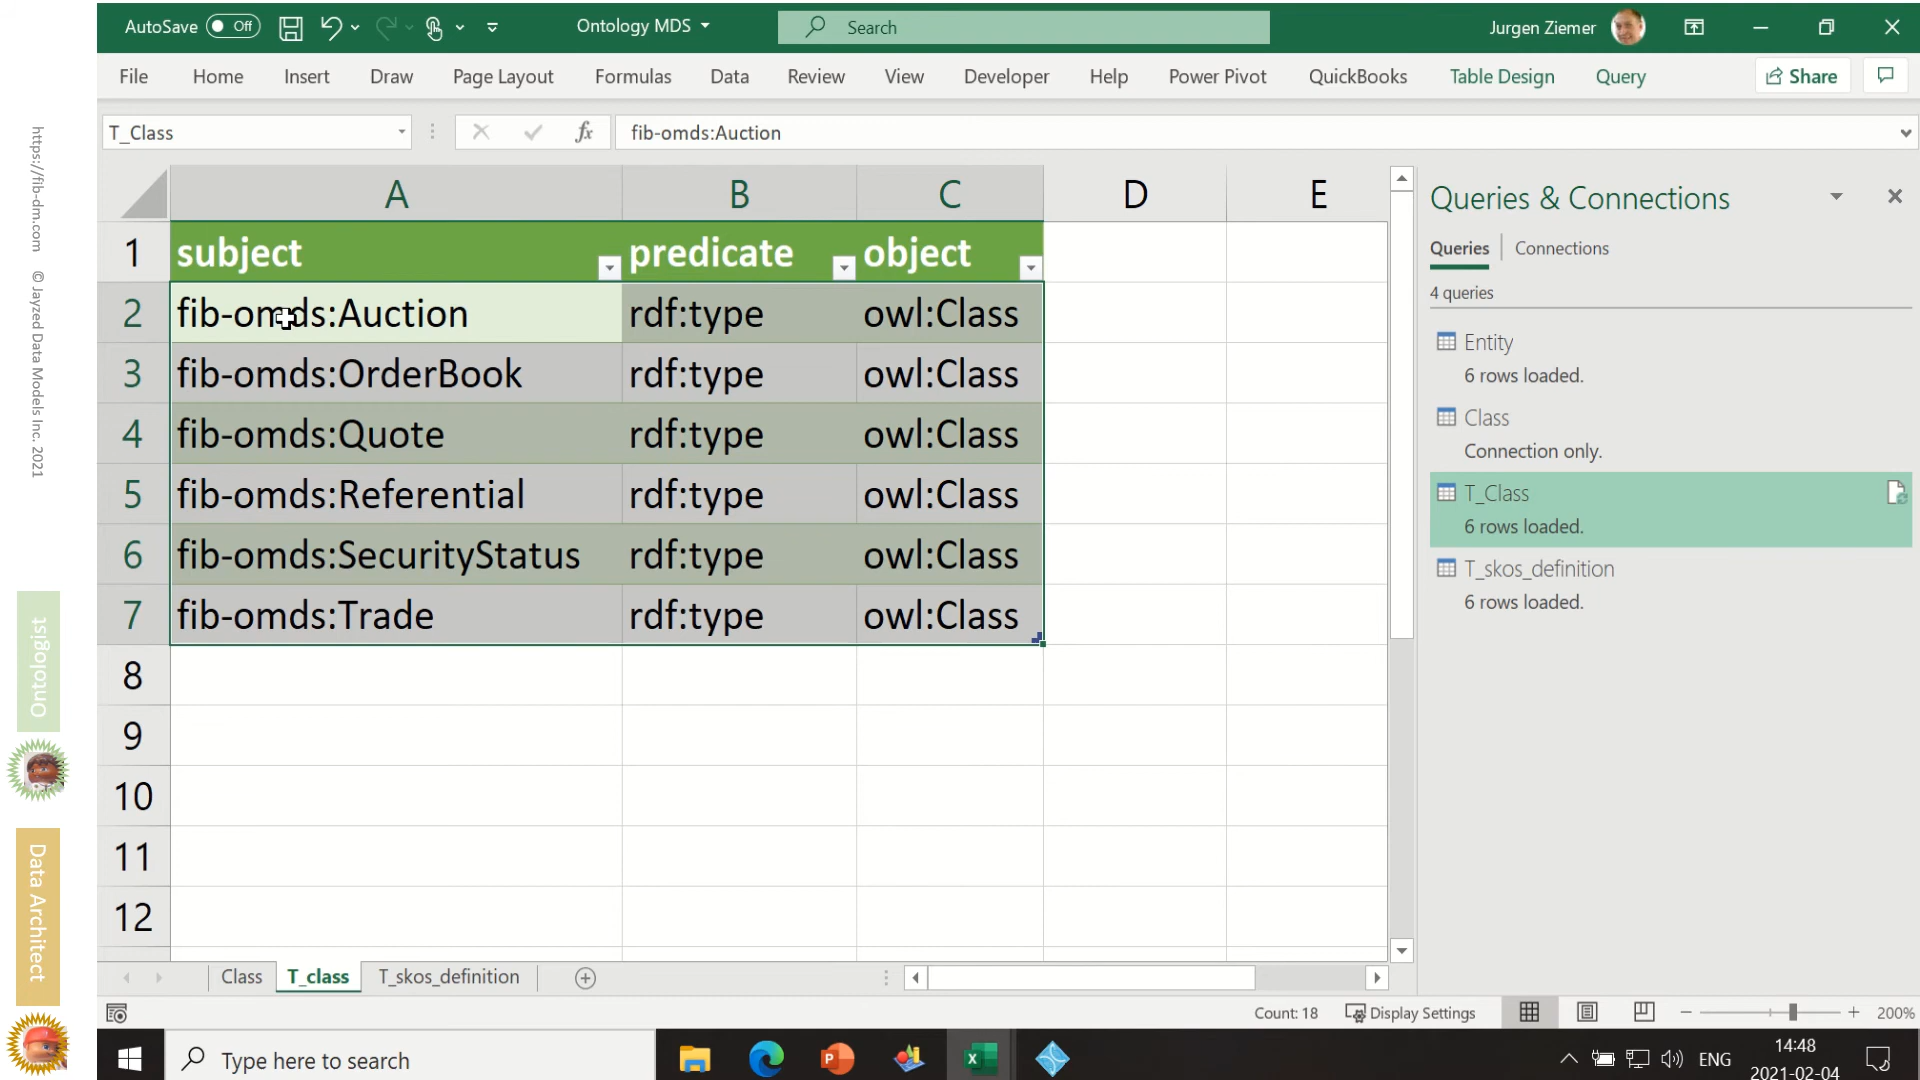 AutoSave Off
Ontology MDS
Search
Jurgen Ziemer
File Home Insert Draw Page Layout Formulas Data Review View Developer Help Power Pivot QuickBooks Table Design Query Share
T_Class
fx fib-omds:Auction
A B C D E
1 subject predicate object
2 fib-omds:Auction rdf:type owl:Class
3 fib-omds:OrderBook rdf:type owl:Class
4 fib-omds:Quote rdf:type owl:Class
5 fib-omds:Referential rdf:type owl:Class
6 fib-omds:SecurityStatus rdf:type owl:Class
7 fib-omds:Trade rdf:type owl:Class
8
9
10
11
12
Queries & Connections
Queries Connections
4 queries
Entity
6 rows loaded.
Class
Connection only.
T_Class
6 rows loaded.
T_skos_definition
6 rows loaded.
Class T_class T_skos_definition
Count: 18 Display Settings 200%
Type here to search
ENG
14:48
2021-02-04
https://fib-dm.com © Jayzed Data Models Inc. 2021
Ontologist
Data Architect